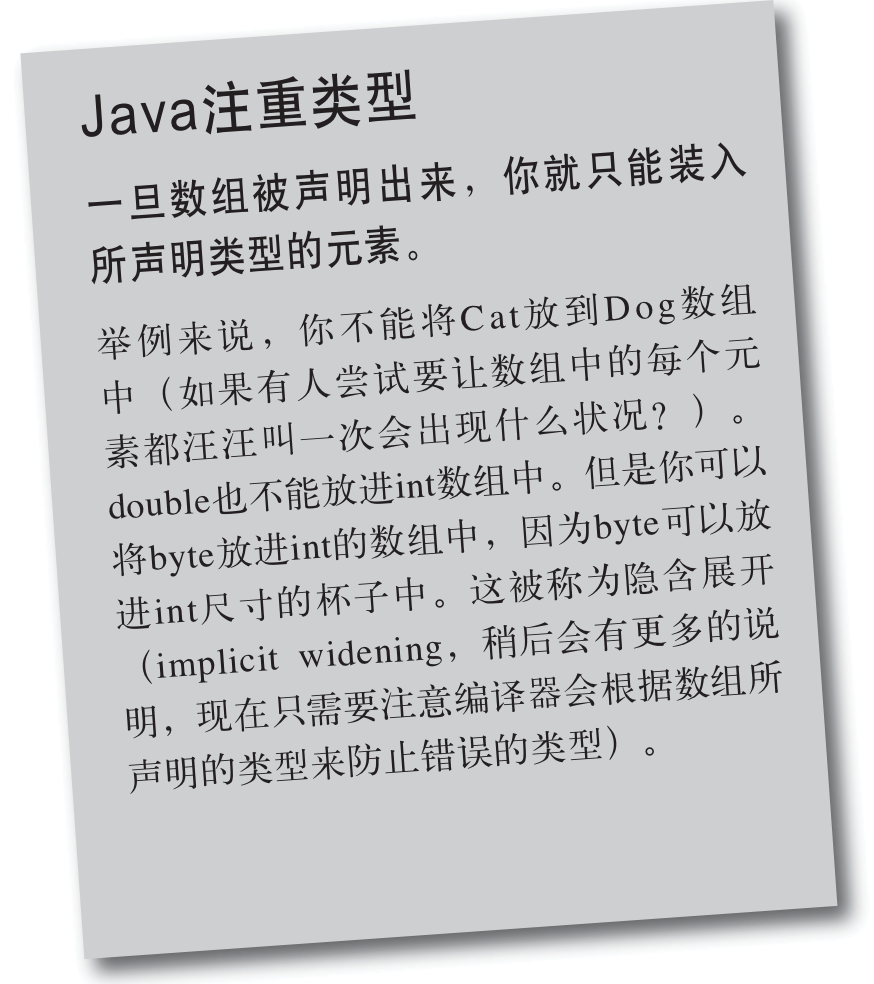 Java注重类型
一旦数组被声明出来，你就只能装入
所声明类型的元素。
举例来说，你不能将Cat放到Dog数组
中（如果有人尝试要让数组中的每个元
素都汪汪叫一次会出现什么状况？）。
double也不能放进int数组中。但是你可以
将byte放进int的数组中，因为byte可以放
进int尺寸的杯子中。这被称为隐含展开
（implicit widening，稍后会有更多的说
明，现在只需要注意编译器会根据数组所
声明的类型来防止错误的类型）。